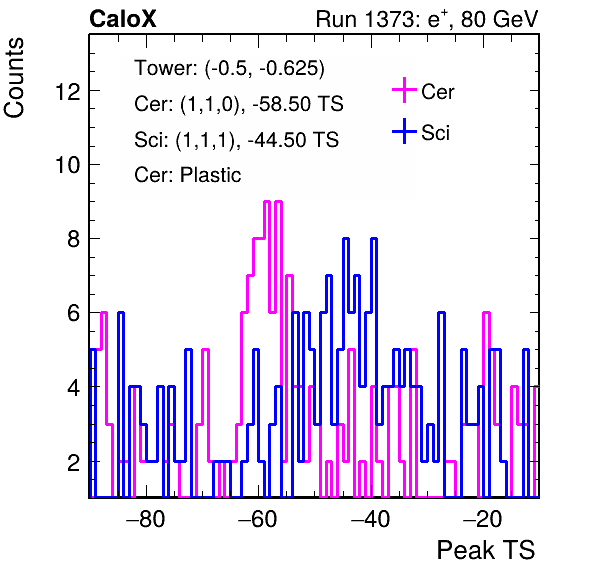 CaloX Run 1373: e⁺, 80 GeV
Counts
Tower: (-0.5, -0.625)
Cer: (1,1,0), -58.50 TS
Sci: (1,1,1), -44.50 TS
Cer: Plastic
Cer
Sci
12
10
8
6
4
2
−80 −60 −40 −20
Peak TS